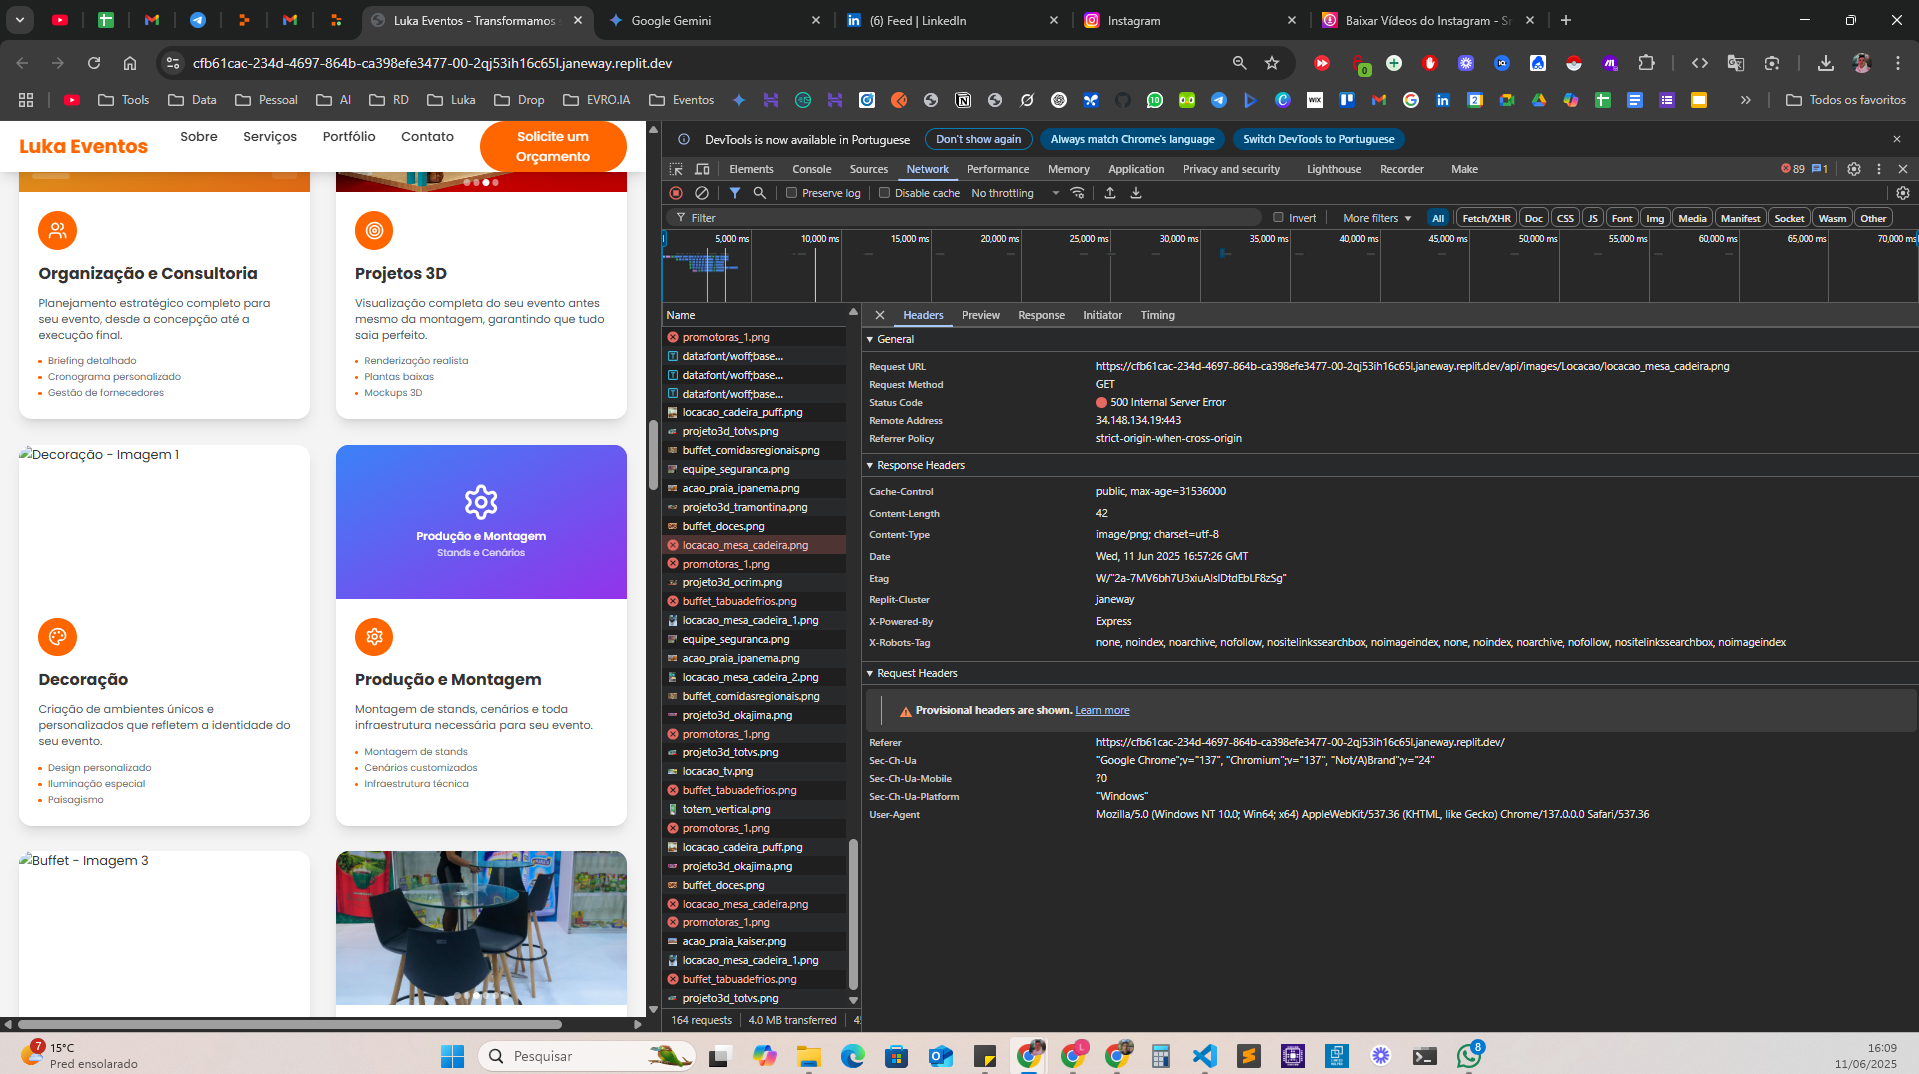 Luka Eventos - Transformamos
Google Gemini
(6) Feed | LinkedIn
Instagram
Baixar Vídeos do Instagram - Sn
cfb61cac-234d-4697-864b-ca398efe3477-00-2qj53ih16c65l.janeway.replit.dev
Tools
Data
Pessoal
AI
RD
Luka
Drop
EVRO.IA
Eventos
Todos os favoritos
Luka Eventos
Sobre
Serviços
Portfólio
Contato
Solicite um
Orçamento
Organização e Consultoria
Planejamento estratégico completo para
seu evento, desde a concepção até a
execução final.
Briefing detalhado
Cronograma personalizado
Gestão de fornecedores
Projetos 3D
Visualização completa do seu evento antes
mesmo da montagem, garantindo que tudo
saia perfeito.
Renderização realista
Plantas baixas
Mockups 3D
Decoração - Imagem 1
Produção e Montagem
Stands e Cenários
Decoração
Criação de ambientes únicos e
personalizados que refletem a identidade do
seu evento.
Design personalizado
Iluminação especial
Paisagismo
Produção e Montagem
Montagem de stands, cenários e toda
infraestrutura necessária para seu evento.
Montagem de stands
Cenários customizados
Infraestrutura técnica
Buffet - Imagem 3
DevTools is now available in Portuguese
Don't show again
Always match Chrome's language
Switch DevTools to Portuguese
Elements
Console
Sources
Network
Performance
Memory
Application
Privacy and security
Lighthouse
Recorder
Make
89
1
Preserve log
Disable cache
No throttling
Filter
Invert
More filters
All
Fetch/XHR
Doc
CSS
JS
Font
Img
Media
Manifest
Socket
Wasm
Other
5,000 ms
10,000 ms
15,000 ms
20,000 ms
25,000 ms
30,000 ms
35,000 ms
40,000 ms
45,000 ms
50,000 ms
55,000 ms
60,000 ms
65,000 ms
70,000 ms
Name
promotoras_1.png
data:font/woff;base...
data:font/woff;base...
data:font/woff;base...
locacao_cadeira_puff.png
projeto3d_totvs.png
buffet_comidasregionais.png
equipe_seguranca.png
acao_praia_ipanema.png
projeto3d_tramontina.png
buffet_doces.png
locacao_mesa_cadeira.png
promotoras_1.png
projeto3d_ocrim.png
buffet_tabuadefrios.png
locacao_mesa_cadeira_1.png
equipe_seguranca.png
acao_praia_ipanema.png
locacao_mesa_cadeira_2.png
buffet_comidasregionais.png
projeto3d_okajima.png
promotoras_1.png
projeto3d_totvs.png
locacao_tv.png
buffet_tabuadefrios.png
totem_vertical.png
promotoras_1.png
locacao_cadeira_puff.png
projeto3d_okajima.png
buffet_doces.png
locacao_mesa_cadeira.png
promotoras_1.png
acao_praia_kaiser.png
locacao_mesa_cadeira_1.png
buffet_tabuadefrios.png
projeto3d_totvs.png
164 requests
4.0 MB transferred
Headers
Preview
Response
Initiator
Timing
General
Request URL
https://cfb61cac-234d-4697-864b-ca398efe3477-00-2qj53ih16c65l.janeway.replit.dev/api/images/Locacao/locacao_mesa_cadeira.png
Request Method
GET
Status Code
500 Internal Server Error
Remote Address
34.148.134.19:443
Referrer Policy
strict-origin-when-cross-origin
Response Headers
Cache-Control
public, max-age=31536000
Content-Length
42
Content-Type
image/png; charset=utf-8
Date
Wed, 11 Jun 2025 16:57:26 GMT
Etag
W/"2a-7MV6bh7U3xiuAlsIDtdEbLF8zSg"
Replit-Cluster
janeway
X-Powered-By
Express
X-Robots-Tag
none, noindex, noarchive, nofollow, nositelinkssearchbox, noimageindex, none, noindex, noarchive, nofollow, nositelinkssearchbox, noimageindex
Request Headers
Provisional headers are shown. Learn more
Referer
https://cfb61cac-234d-4697-864b-ca398efe3477-00-2qj53ih16c65l.janeway.replit.dev/
Sec-Ch-Ua
"Google Chrome";v="137", "Chromium";v="137", "Not/A)Brand";v="24"
Sec-Ch-Ua-Mobile
?0
Sec-Ch-Ua-Platform
"Windows"
User-Agent
Mozilla/5.0 (Windows NT 10.0; Win64; x64) AppleWebKit/537.36 (KHTML, like Gecko) Chrome/137.0.0.0 Safari/537.36
7
15°C
Pred ensolarado
Pesquisar
8
16:09
11/06/2025